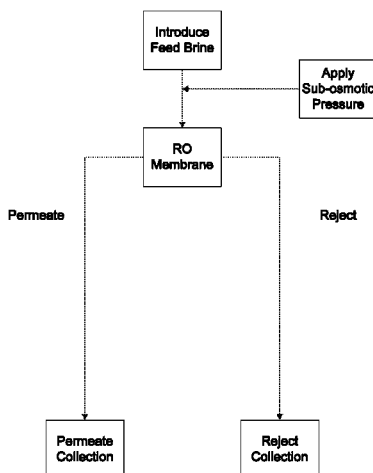 Introduce
Feed Brine
Apply
Sub-osmotic
Pressure
RO
Membrane
Permeate
Reject
Permeate
Collection
Reject
Collection